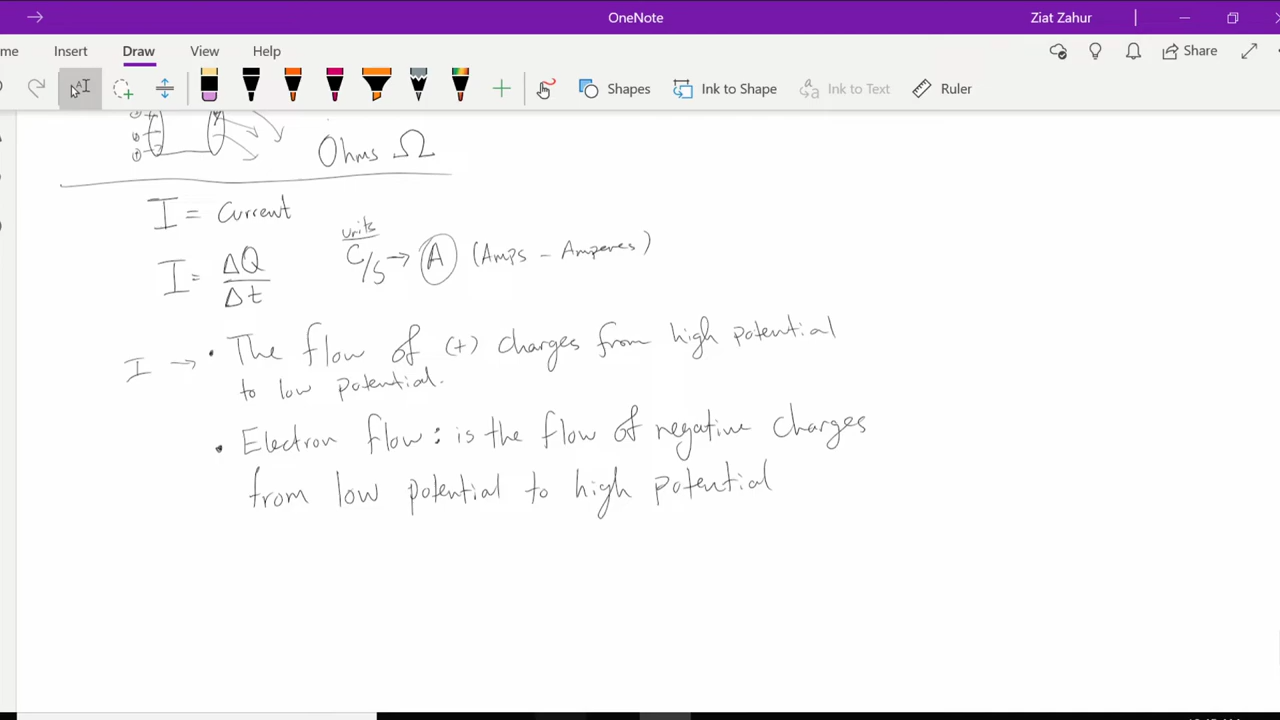 OneNote
Ziat Zahur
me Insert Draw View Help
Share
Shapes Ink to Shape Ink to Text Ruler
Ohms Ω
I = Current
units
I = ΔQ/Δt C/S → A (Amps - Amperes)
I → • The flow of (+) charges from high potential
to low potential.
• Electron flow: is the flow of negative charges
from low potential to high potential